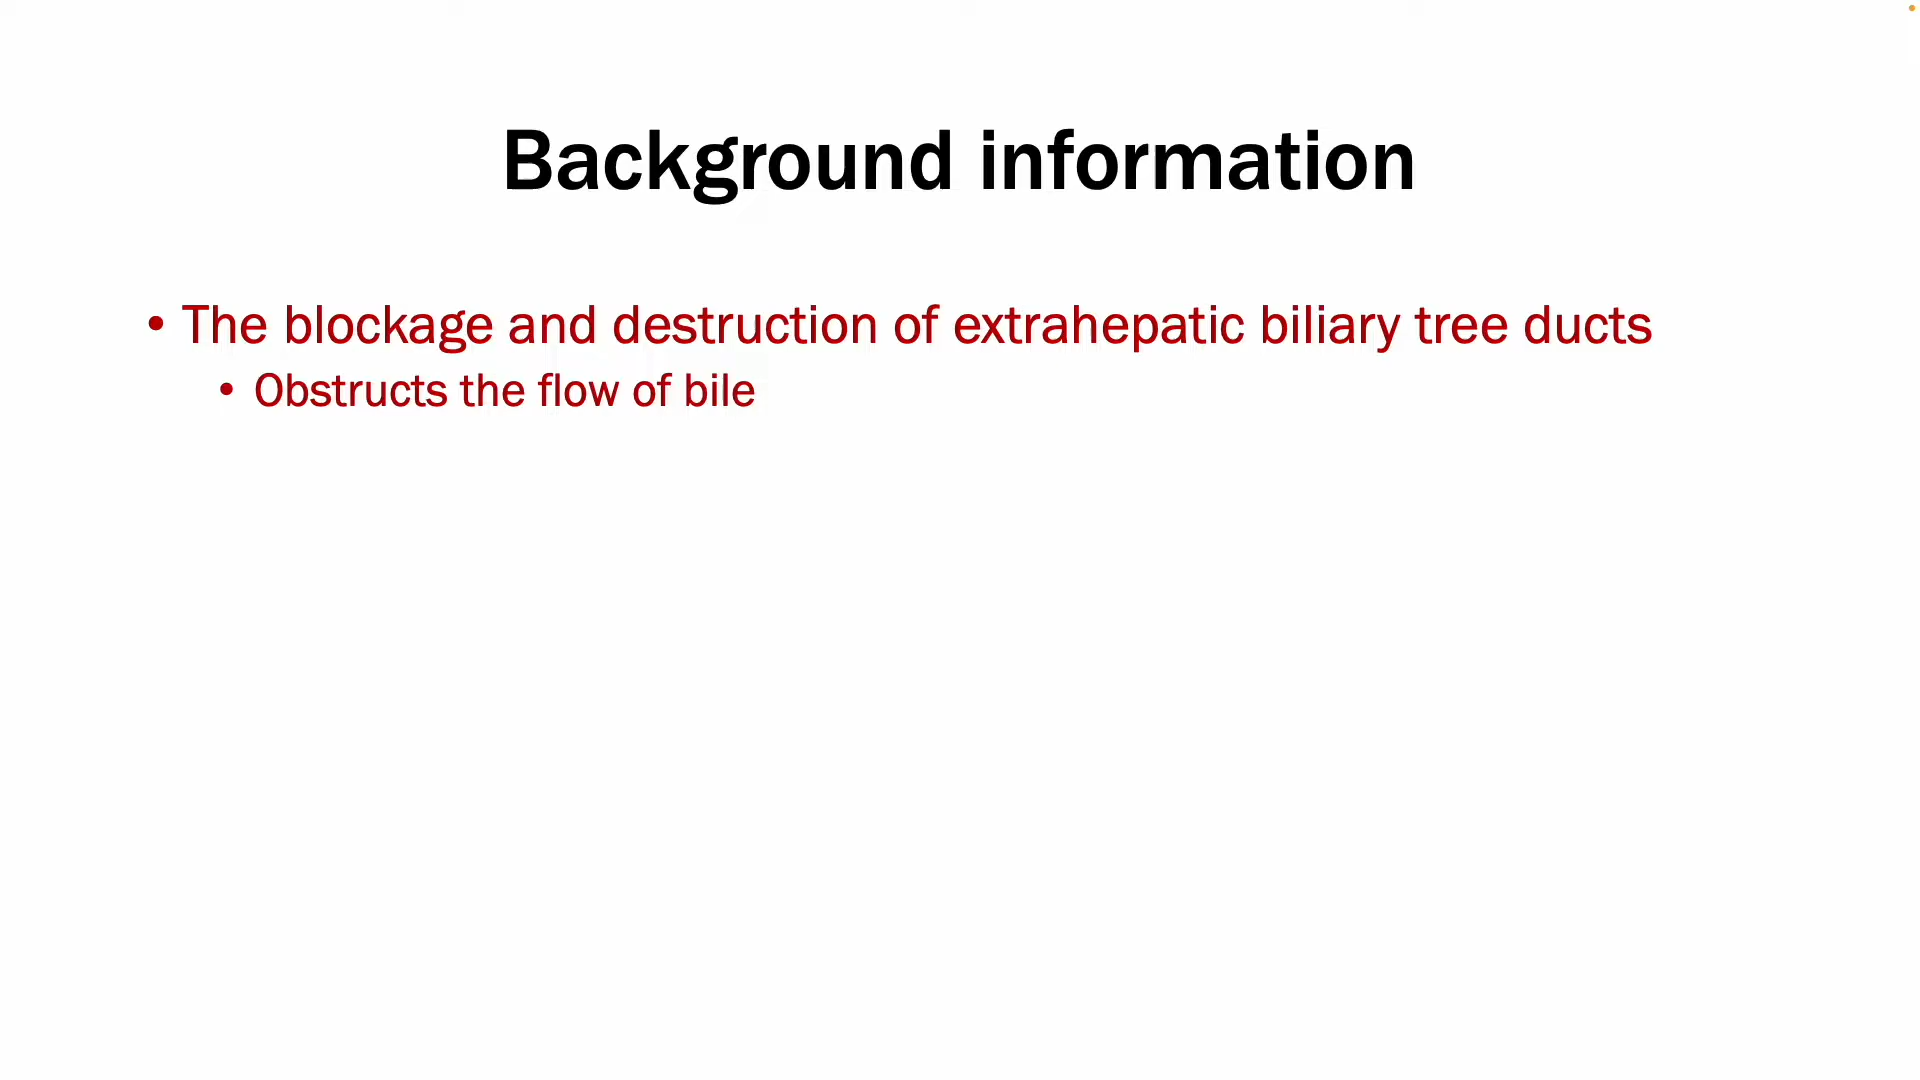 Background information
• The blockage and destruction of extrahepatic biliary tree ducts
• Obstructs the flow of bile